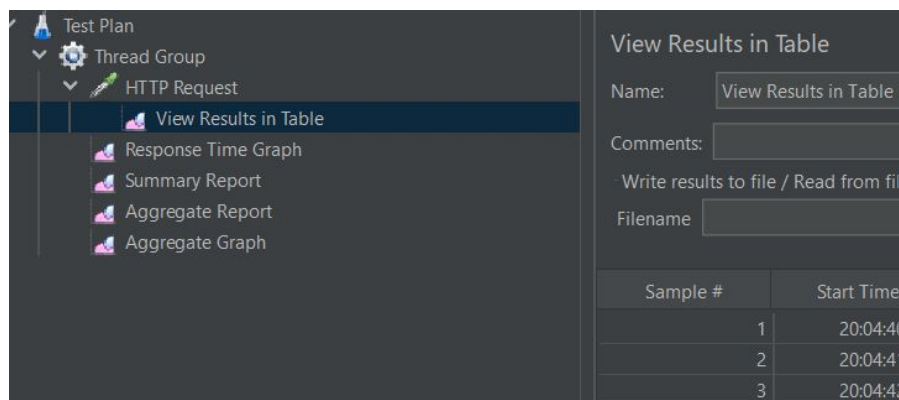 Test Plan
Thread Group
HTTP Request
View Results in Table
Response Time Graph
Summary Report
Aggregate Report
Aggregate Graph
View Results in Table
Name: View Results in Table
Comments:
Write results to file / Read from
Filename
Sample # Start Time
1 20:04:4
2 20:04:4
3 20:04:4